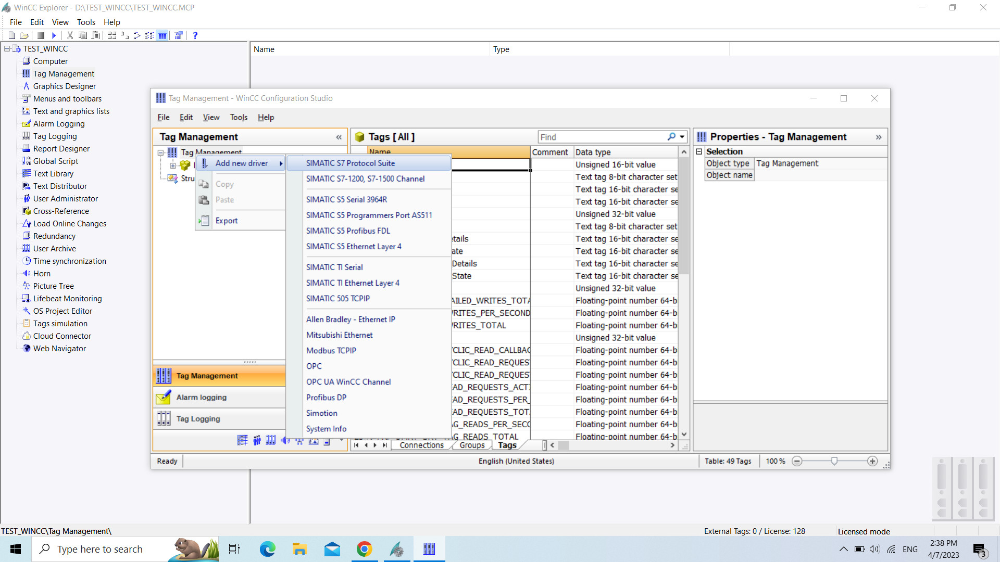 WinCC Explorer - D:\TEST_WINCC\TEST_WINCC.MCP
File Edit View Tools Help
TEST_WINCC
Computer
Tag Management
Graphics Designer
Menus and toolbars
Text and graphics lists
Alarm Logging
Tag Logging
Report Designer
Global Script
Text Library
Text Distributor
User Administrator
Cross-Reference
Load Online Changes
Redundancy
User Archive
Time synchronization
Horn
Picture Tree
Lifebeat Monitoring
OS Project Editor
Tags simulation
Cloud Connector
Web Navigator
Name Type
Tag Management - WinCC Configuration Studio
File Edit View Tools Help
Tag Management «
Tag Management
Stru
Add new driver
Copy
Paste
Export
SIMATIC S7 Protocol Suite
SIMATIC S7-1200, S7-1500 Channel
SIMATIC S5 Serial 3964R
SIMATIC S5 Programmers Port AS511
SIMATIC S5 Profibus FDL
SIMATIC S5 Ethernet Layer 4
SIMATIC TI Serial
SIMATIC TI Ethernet Layer 4
SIMATIC 505 TCPIP
Allen Bradley - Ethernet IP
Mitsubishi Ethernet
Modbus TCPIP
OPC
OPC UA WinCC Channel
Profibus DP
Simotion
System Info
Tag Management
Alarm logging
Tag Logging
Tags [ All ] Find
Name Comment Data type
Unsigned 16-bit value
Text tag 8-bit character set
Text tag 16-bit character se
Text tag 16-bit character se
Unsigned 32-bit value
Text tag 8-bit character set
etails Text tag 16-bit character se
ate Text tag 16-bit character se
Details Text tag 16-bit character se
State Text tag 16-bit character se
Unsigned 32-bit value
AILED_WRITES_TOTA Floating-point number 64-b
WRITES_PER_SECOND Floating-point number 64-b
WRITES_TOTAL Floating-point number 64-b
Unsigned 32-bit value
YCLIC_READ_CALLBAC Floating-point number 64-b
YCLIC_READ_REQUEST Floating-point number 64-b
YCLIC_READ_REQUEST Floating-point number 64-b
EAD_REQUESTS_ACTI Floating-point number 64-b
EAD_REQUESTS_PER_ Floating-point number 64-b
EAD_REQUESTS_TOT. Floating-point number 64-b
AG_READS_PER_SECO Floating-point number 64-b
AG_READS_TOTAL Floating-point number 64-b
Connections Groups Tags
Properties - Tag Management »
Selection
Object type Tag Management
Object name
Ready English (United States) Table: 49 Tags 100 %
TEST_WINCC\Tag Management\ External Tags: 0 / License: 128 Licensed mode
Type here to search
ENG
2:38 PM
4/7/2023
3